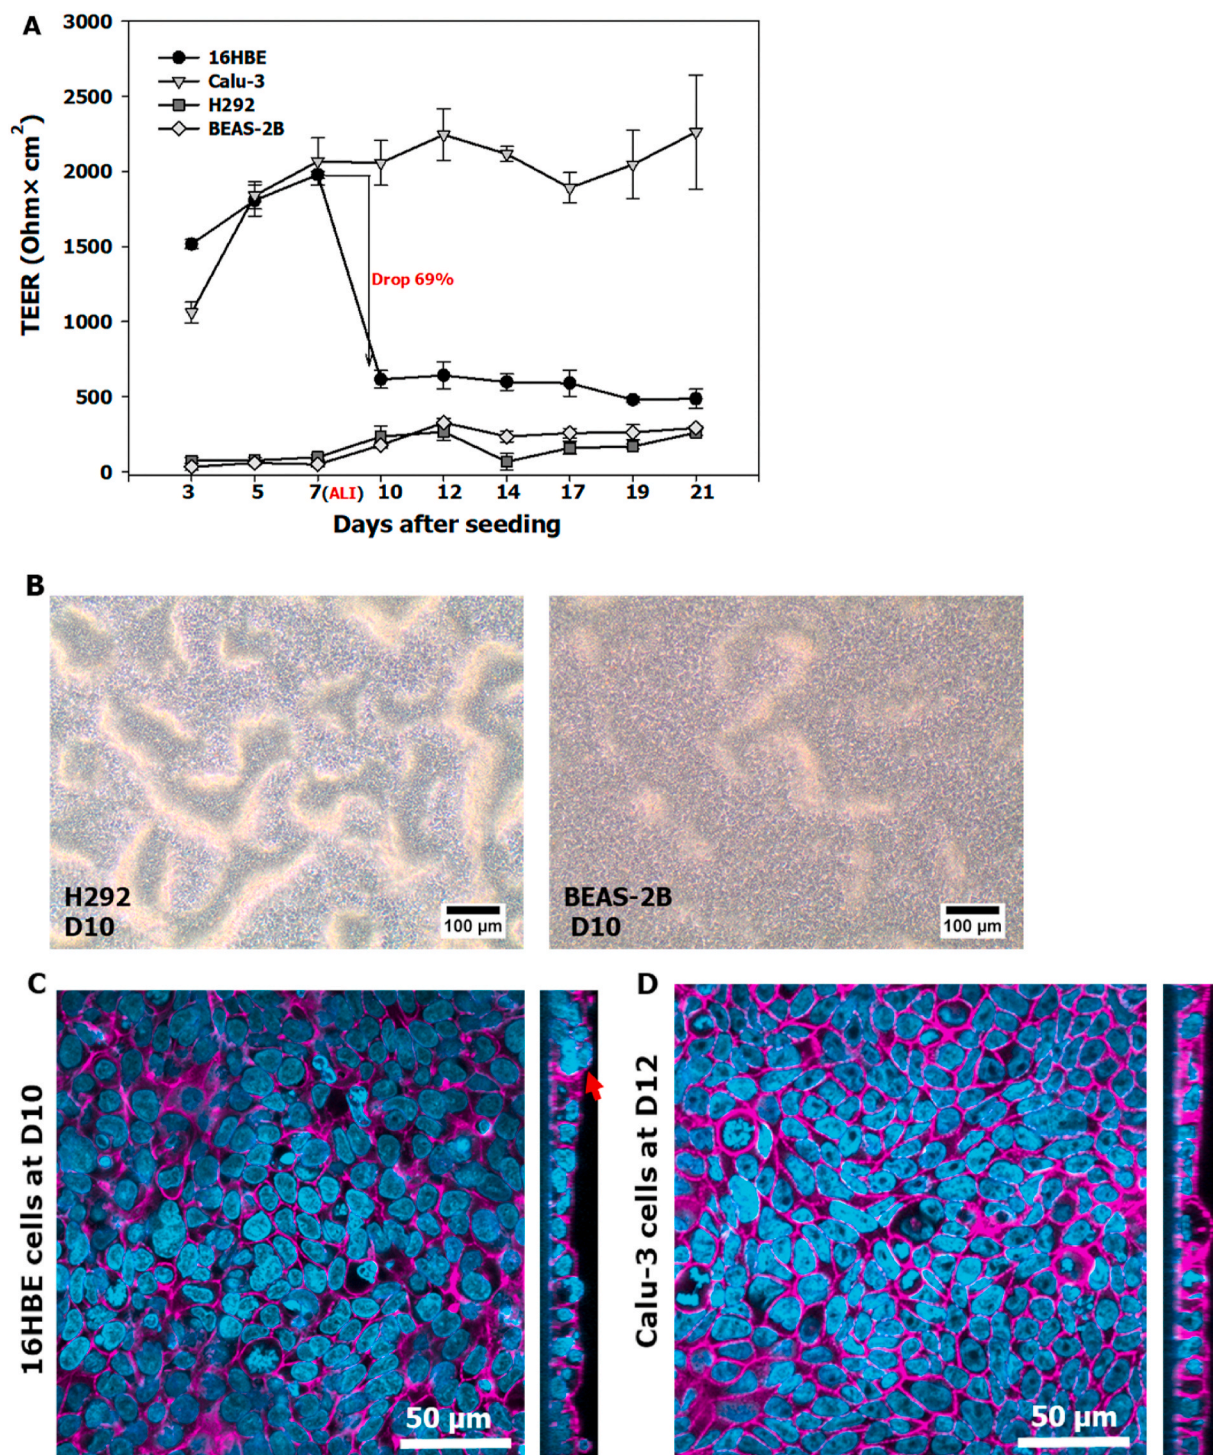 A
3000
2500
2000
1500
1000
500
0
TEER (Ohm× cm²)
16HBE
Calu-3
H292
BEAS-2B
Drop 69%
3 5 7(ALI) 10 12 14 17 19 21
Days after seeding
B
H292
D10
100 µm
BEAS-2B
D10
100 µm
C
16HBE cells at D10
50 µm
D
Calu-3 cells at D12
50 µm